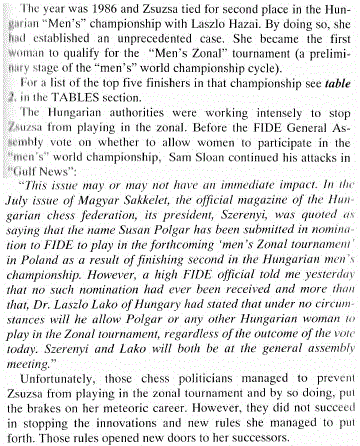 The year was 1986 and Zsuzsa tied for second place in the Hun-
garian “Men’s” championship with Laszlo Hazai. By doing so, she
had established an unprecedented case. She became the first
woman to qualify for the “Men’s Zonal” tournament (a prelimi-
nary stage of the “men’s” world championship cycle).
For a list of the top five finishers in that championship see table
2. in the TABLES section.
The Hungarian authorities were working intensely to stop
Zsuzsa from playing in the zonal. Before the FIDE General As-
sembly vote on whether to allow women to participate in the
“men’s” world championship, Sam Sloan continued his attacks in
“Gulf News”:
“This issue may or may not have an immediate impact. In the
July issue of Magyar Sakkelet, the official magazine of the Hun-
garian chess federation, its president, Szerenyi, was quoted as
saying that the name Susan Polgar has been submitted in nomina-
tion to FIDE to play in the forthcoming ‘men’s Zonal tournament’
in Poland as a result of finishing second in the Hungarian men’s
championship. However, a high FIDE official told me yesterday
that no such nomination had ever been received and more than
that, Dr. Laszlo Lako of Hungary had stated that under no circum-
stances will he allow Polgar or any other Hungarian woman to
play in the Zonal tournament, regardless of the outcome of the vote
today. Szerenyi and Lako will both be at the general assembly
meeting.”
Unfortunately, those chess politicians managed to prevent
Zsuzsa from playing in the zonal tournament and by so doing, put
the brakes on her meteoric career. However, they did not succeed
in stopping the innovations and new rules she managed to put
forth. Those rules opened new doors to her successors.